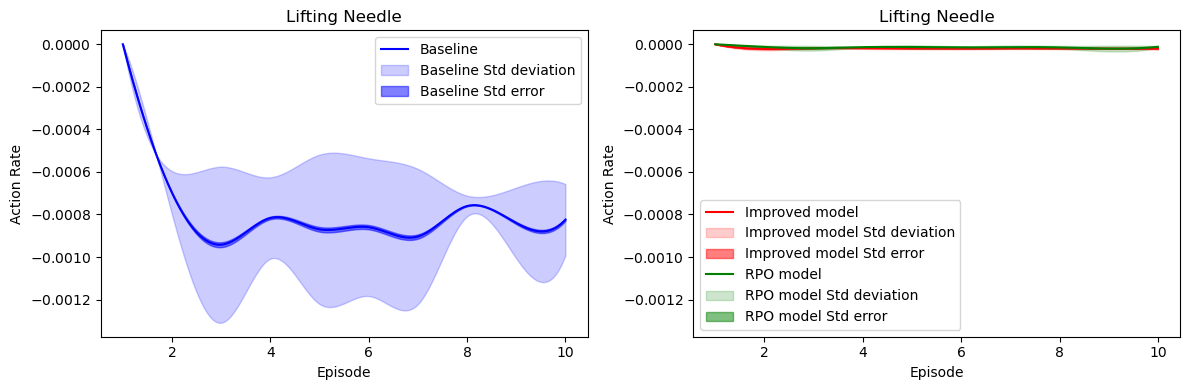 Lifting Needle
Baseline
Baseline Std deviation
Baseline Std error
0.0000
−0.0002
−0.0004
−0.0006
−0.0008
−0.0010
−0.0012
Action Rate
2
4
6
8
10
Episode
Lifting Needle
0.0000
−0.0002
−0.0004
−0.0006
−0.0008
−0.0010
−0.0012
Action Rate
Improved model
Improved model Std deviation
Improved model Std error
RPO model
RPO model Std deviation
RPO model Std error
2
4
6
8
10
Episode